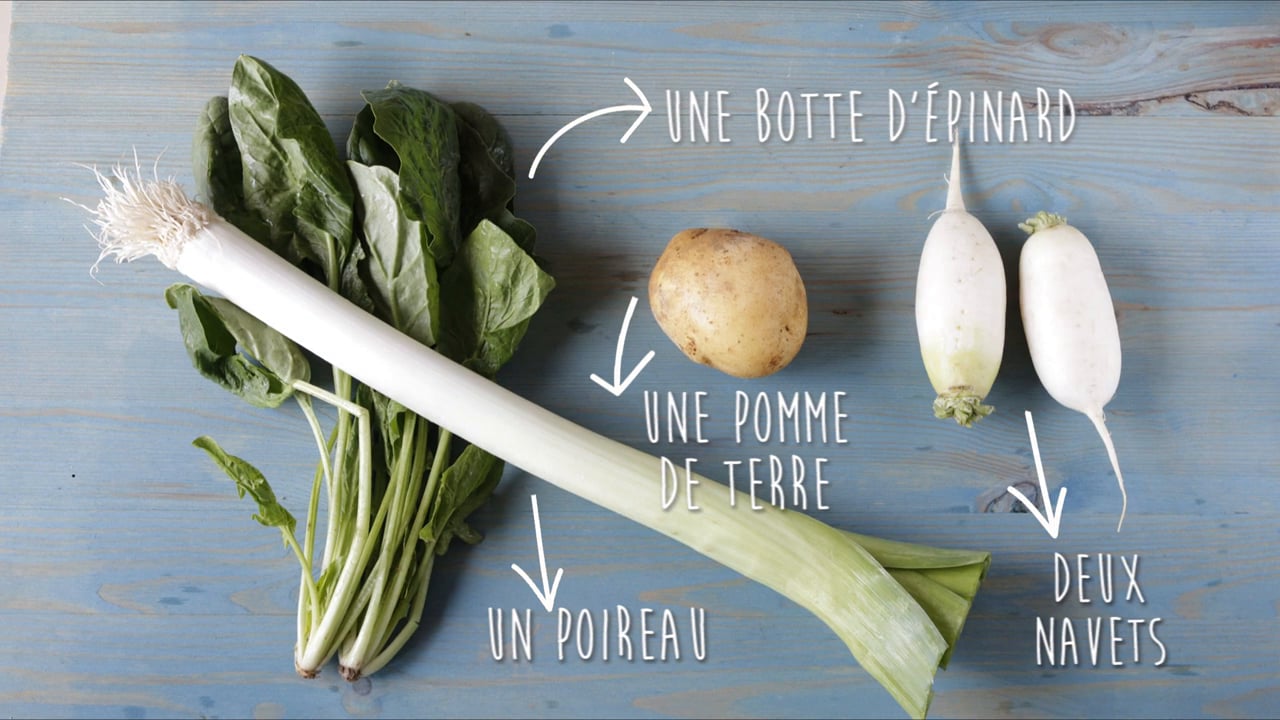 UNE BOTTE D'ÉPINARD
UNE POMME
DE TERRE
UN POIREAU
DEUX
NAVETS